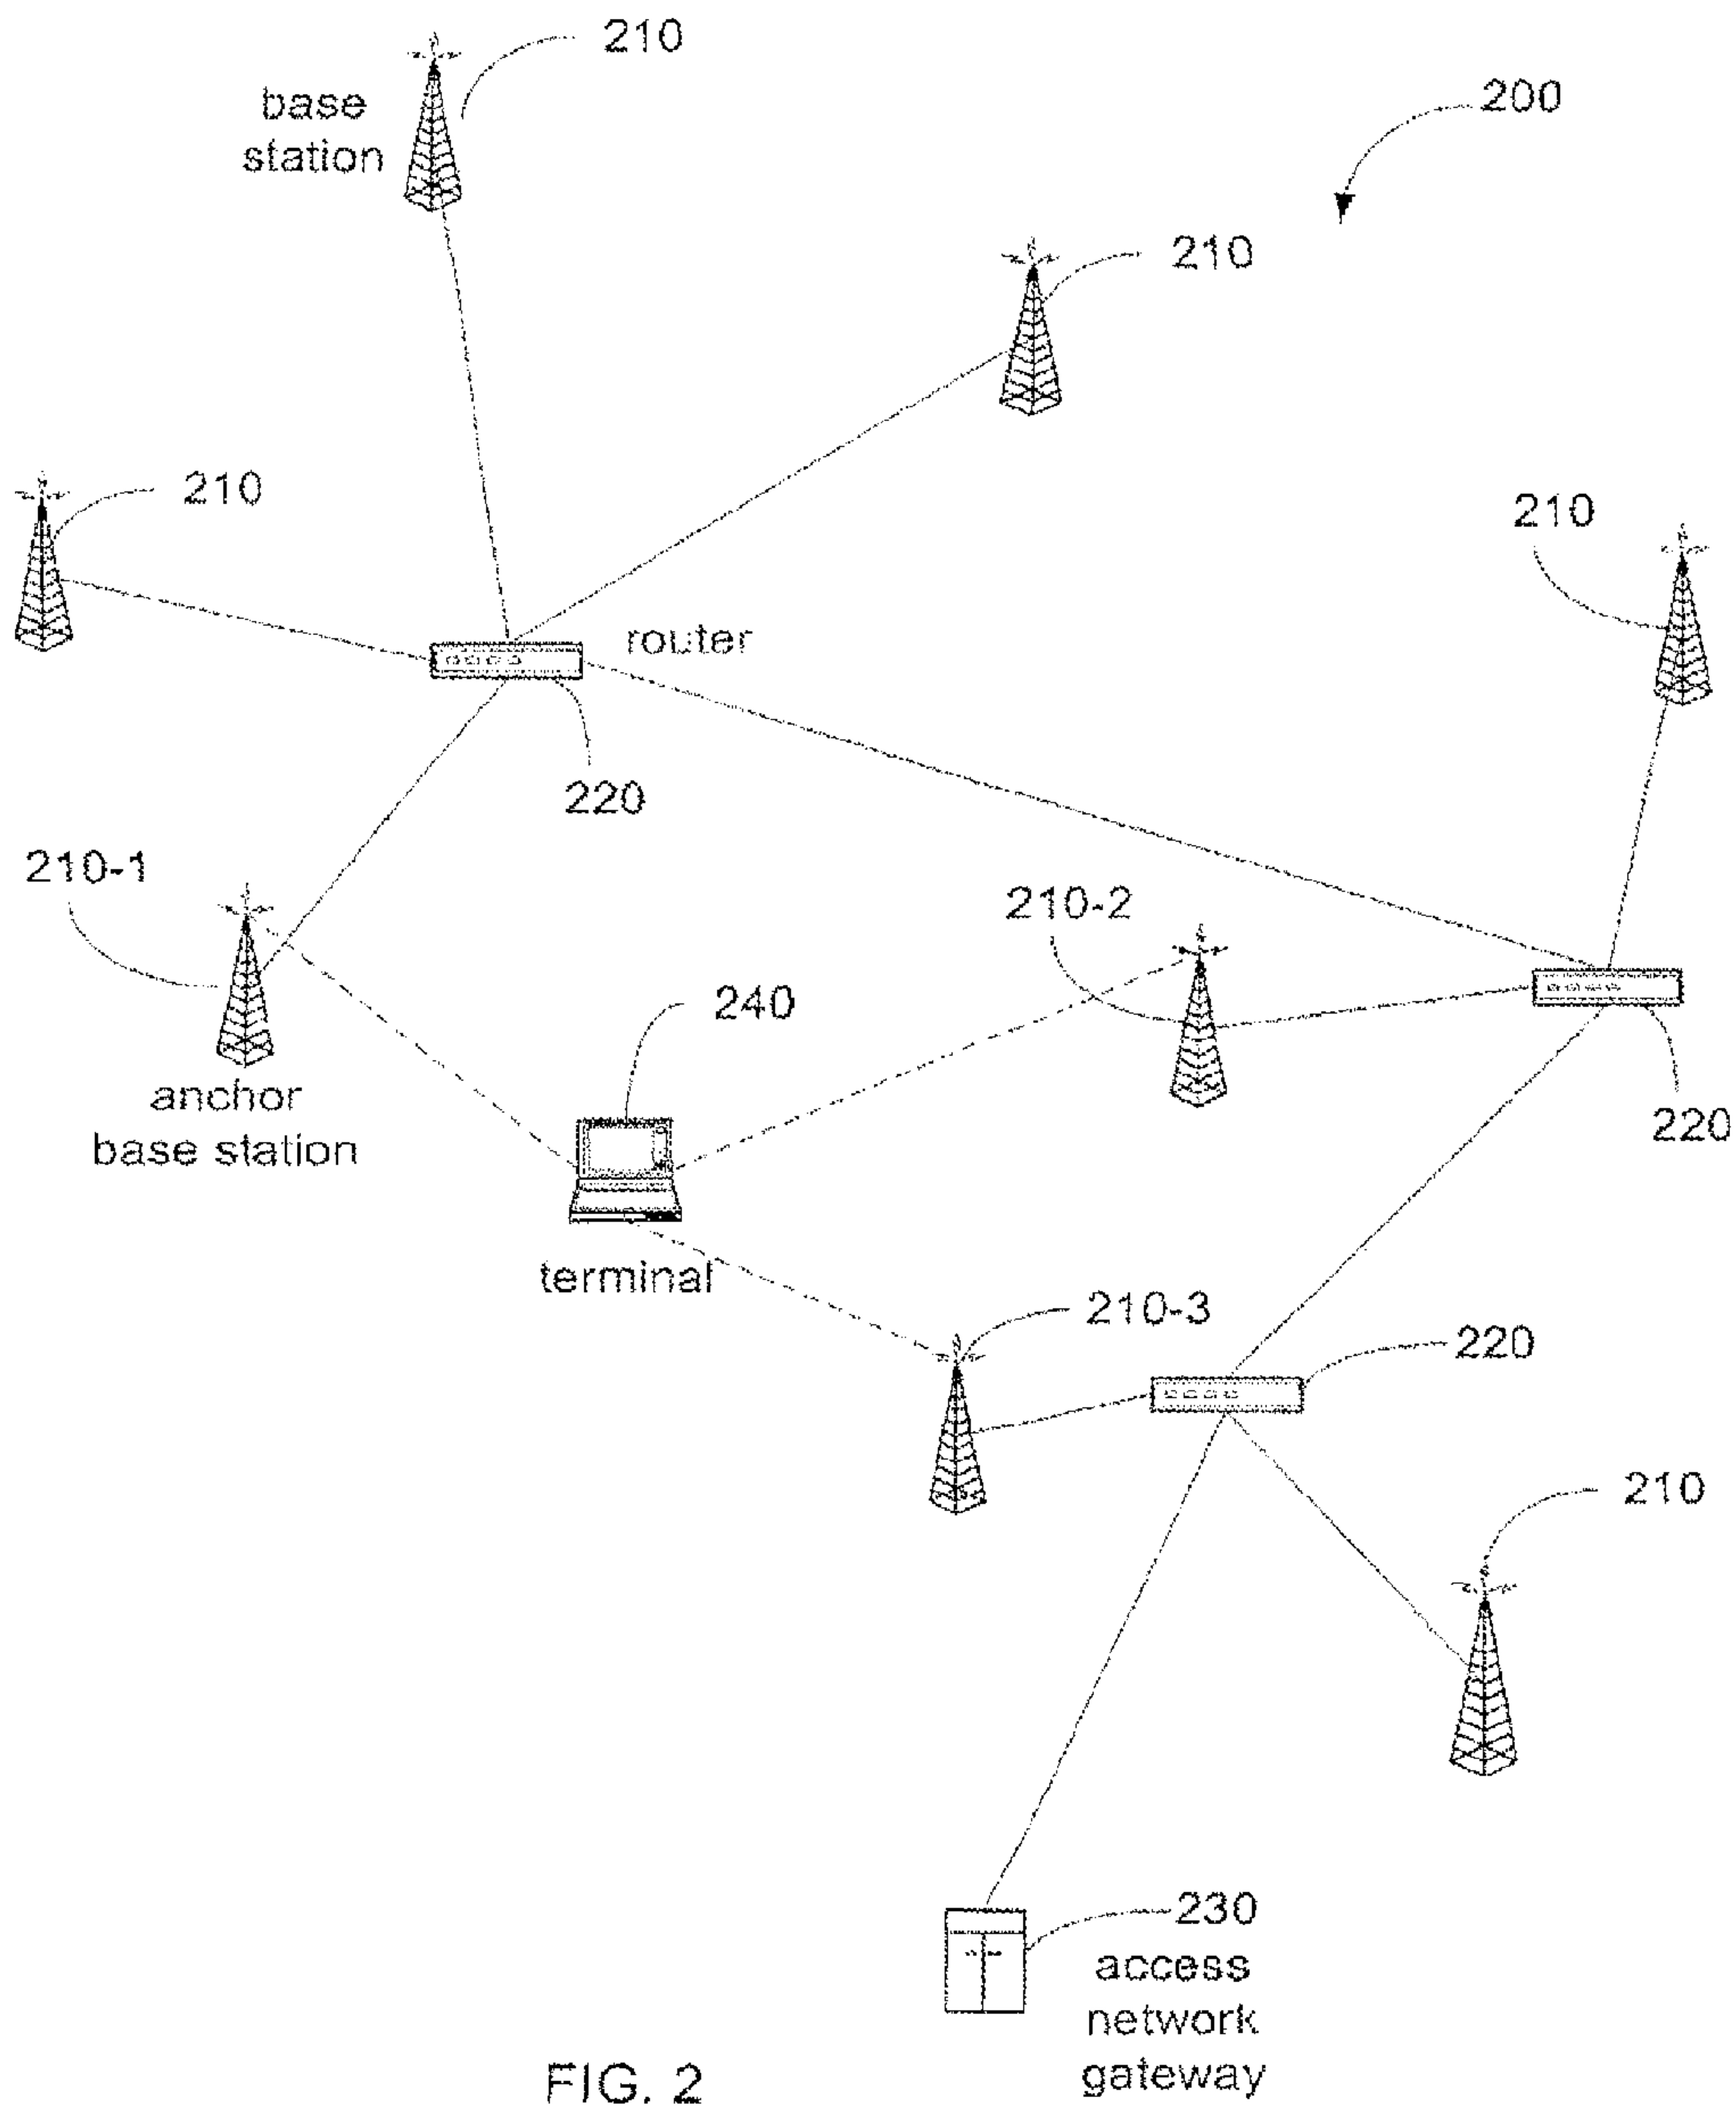 210
base
station
200
210
210
210
router
220
210-1
210-2
240
anchor
base station
220
terminal
210-3
220
210
230
access
network
gateway
FIG. 2